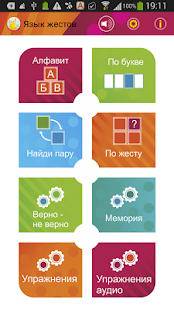 19:11
Язык жестов
Алфавит
А
Б В
По букве
Найди пару
?
По жесту
Верно -
не верно
Мемория
Упражнения
Упражнения
аудио